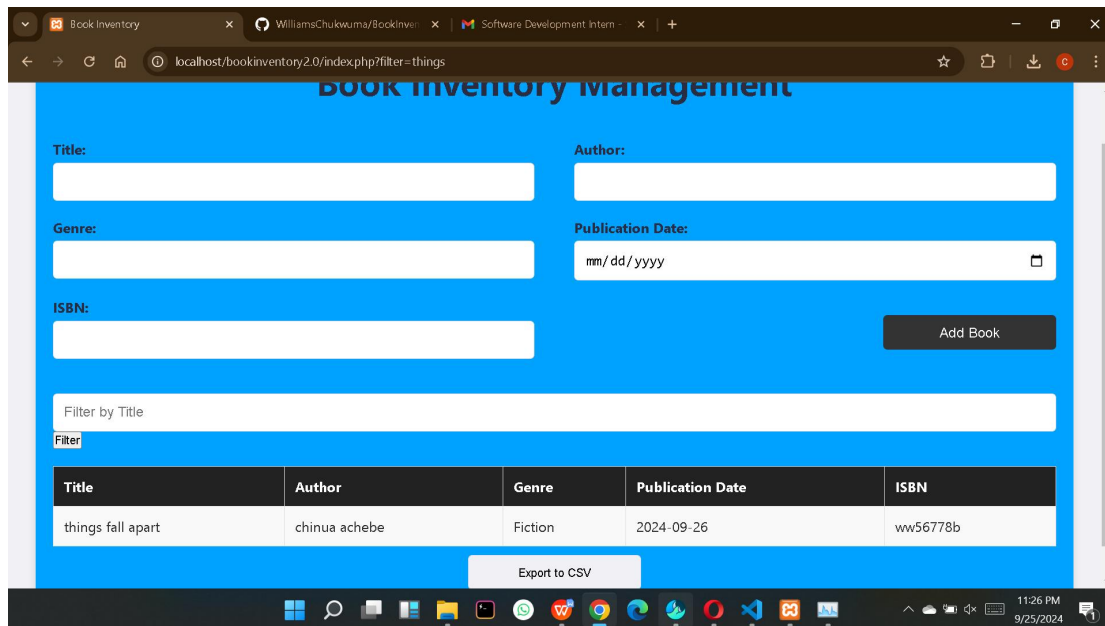 Book Inventory
WilliamsChukwuma/BookInven
Software Development Intern -
localhost/bookinventory2.0/index.php?filter=things
C
Book Inventory Management
Title:
Author:
Genre:
Publication Date:
mm/dd/yyyy
ISBN:
Add Book
Filter by Title
Filter
Title Author Genre Publication Date ISBN
things fall apart chinua achebe Fiction 2024-09-26 ww56778b
Export to CSV
11:26 PM
9/25/2024
1